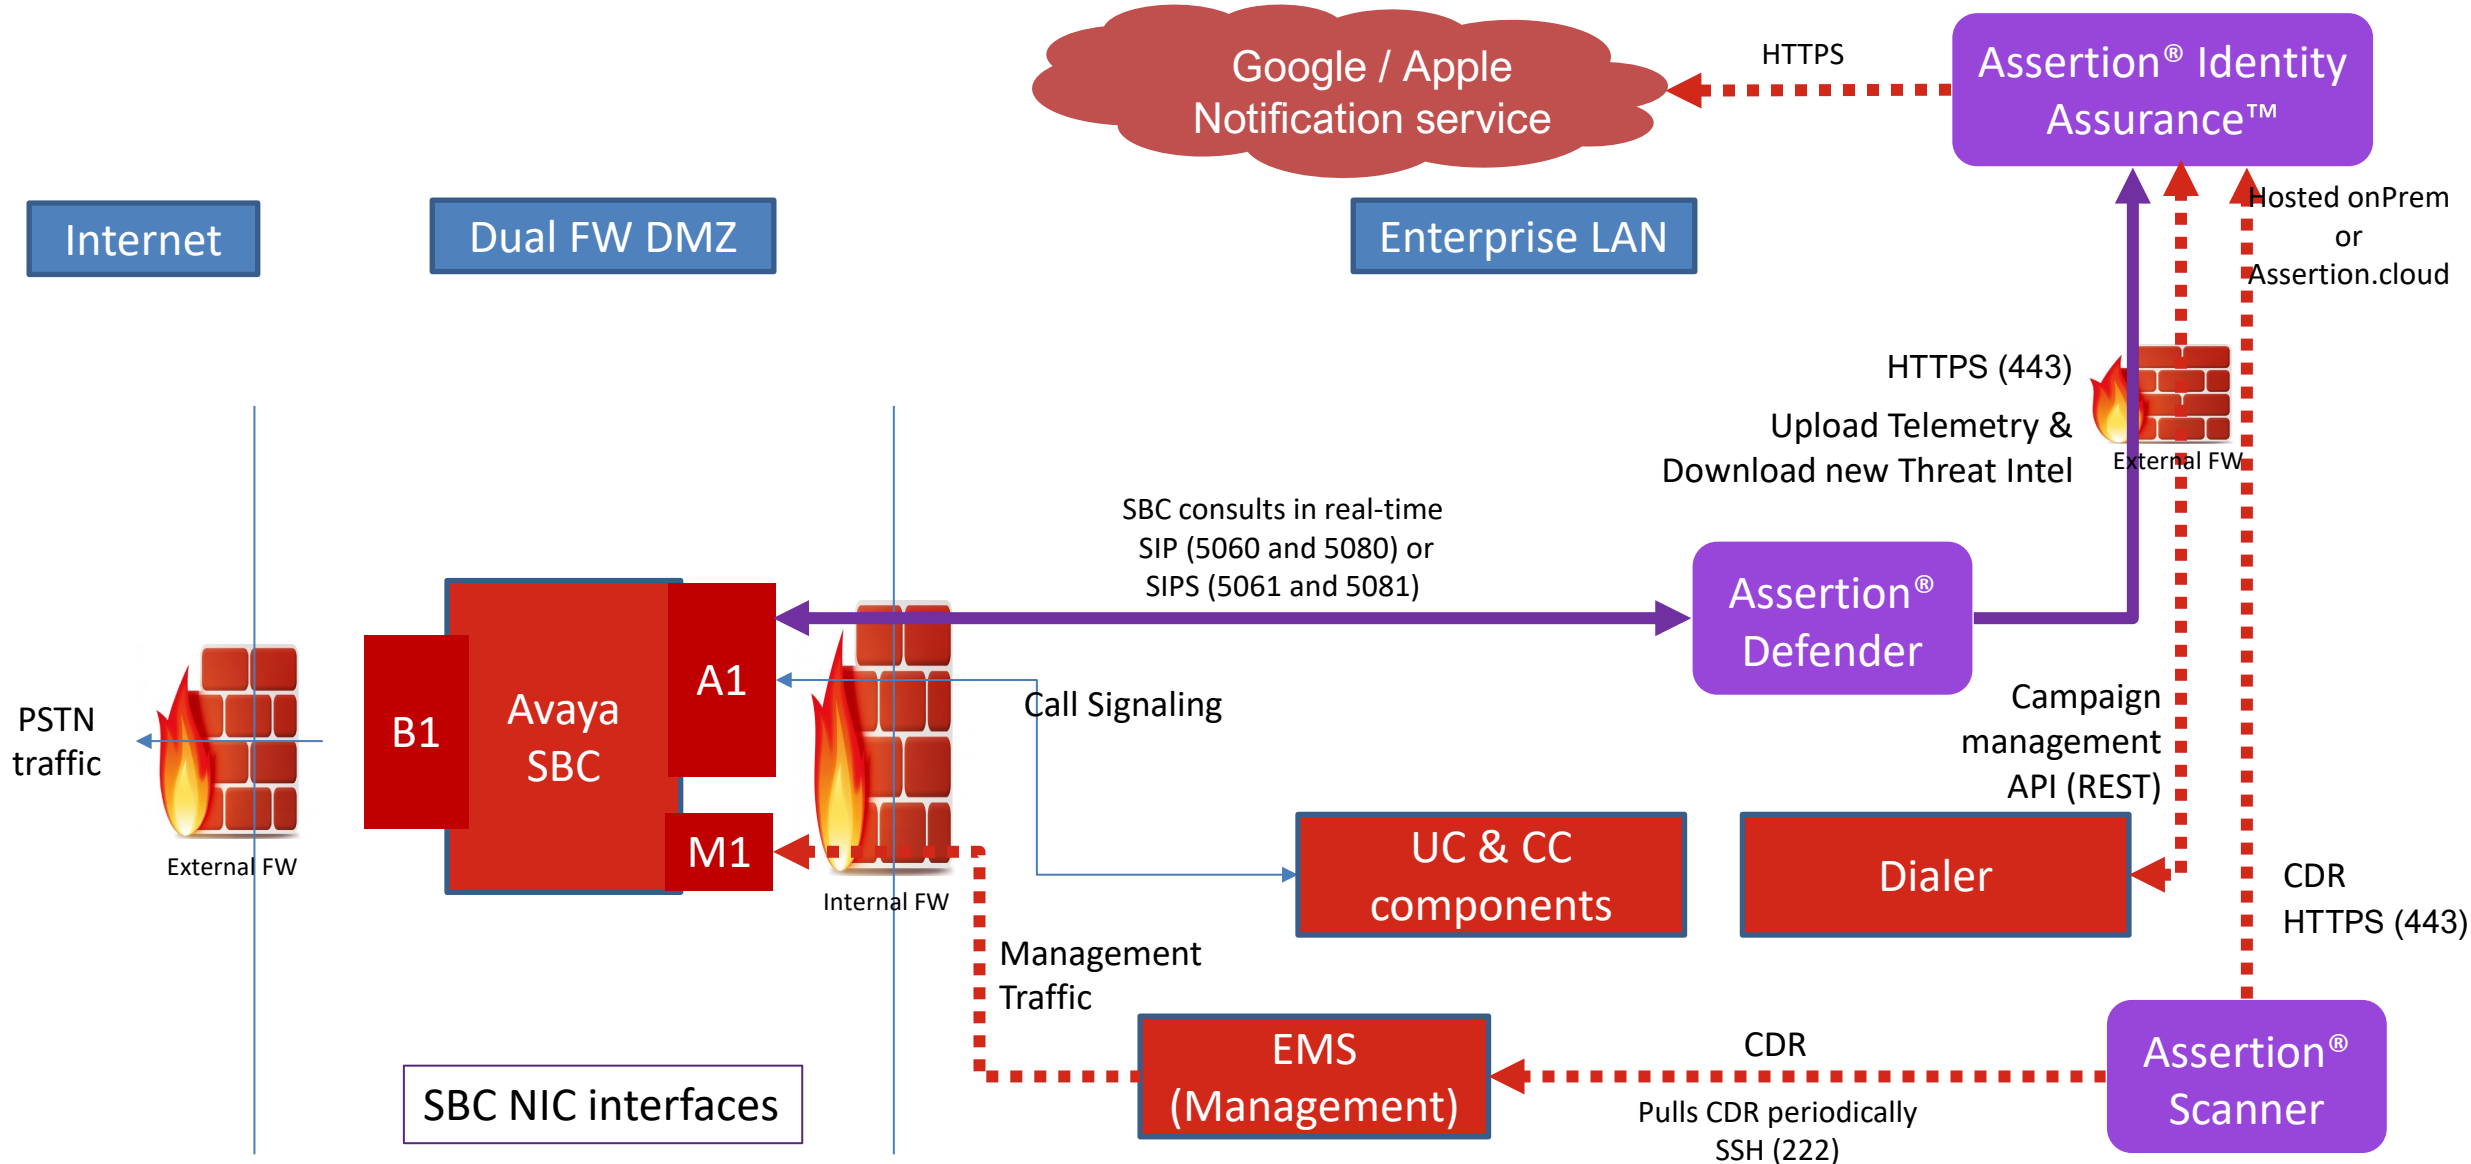 Google / Apple
Notification service
HTTPS
Assertion® Identity
Assurance™
Internet
Dual FW DMZ
Enterprise LAN
Hosted onPrem
or
Assertion.cloud
HTTPS (443)
Upload Telemetry &
Download new Threat Intel
External FW
SBC consults in real-time
SIP (5060 and 5080) or
SIPS (5061 and 5081)
Assertion®
Defender
PSTN
traffic
External FW
B1
Avaya
SBC
A1
M1
Internal FW
Call Signaling
Campaign
management
API (REST)
UC & CC
components
Dialer
CDR
HTTPS (443)
Management
Traffic
SBC NIC interfaces
EMS
(Management)
CDR
Pulls CDR periodically
SSH (222)
Assertion®
Scanner